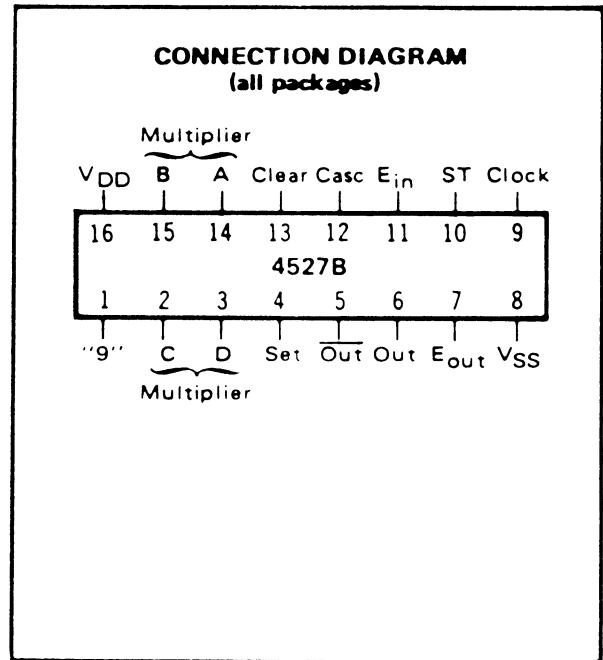 CONNECTION DIAGRAM
(all packages)
Multiplier
VDD B A Clear Casc Ein ST Clock
16 15 14 13 12 11 10 9
4527B
1 2 3 4 5 6 7 8
"9" C D Set O̅u̅t̅ Out Eout VSS
Multiplier